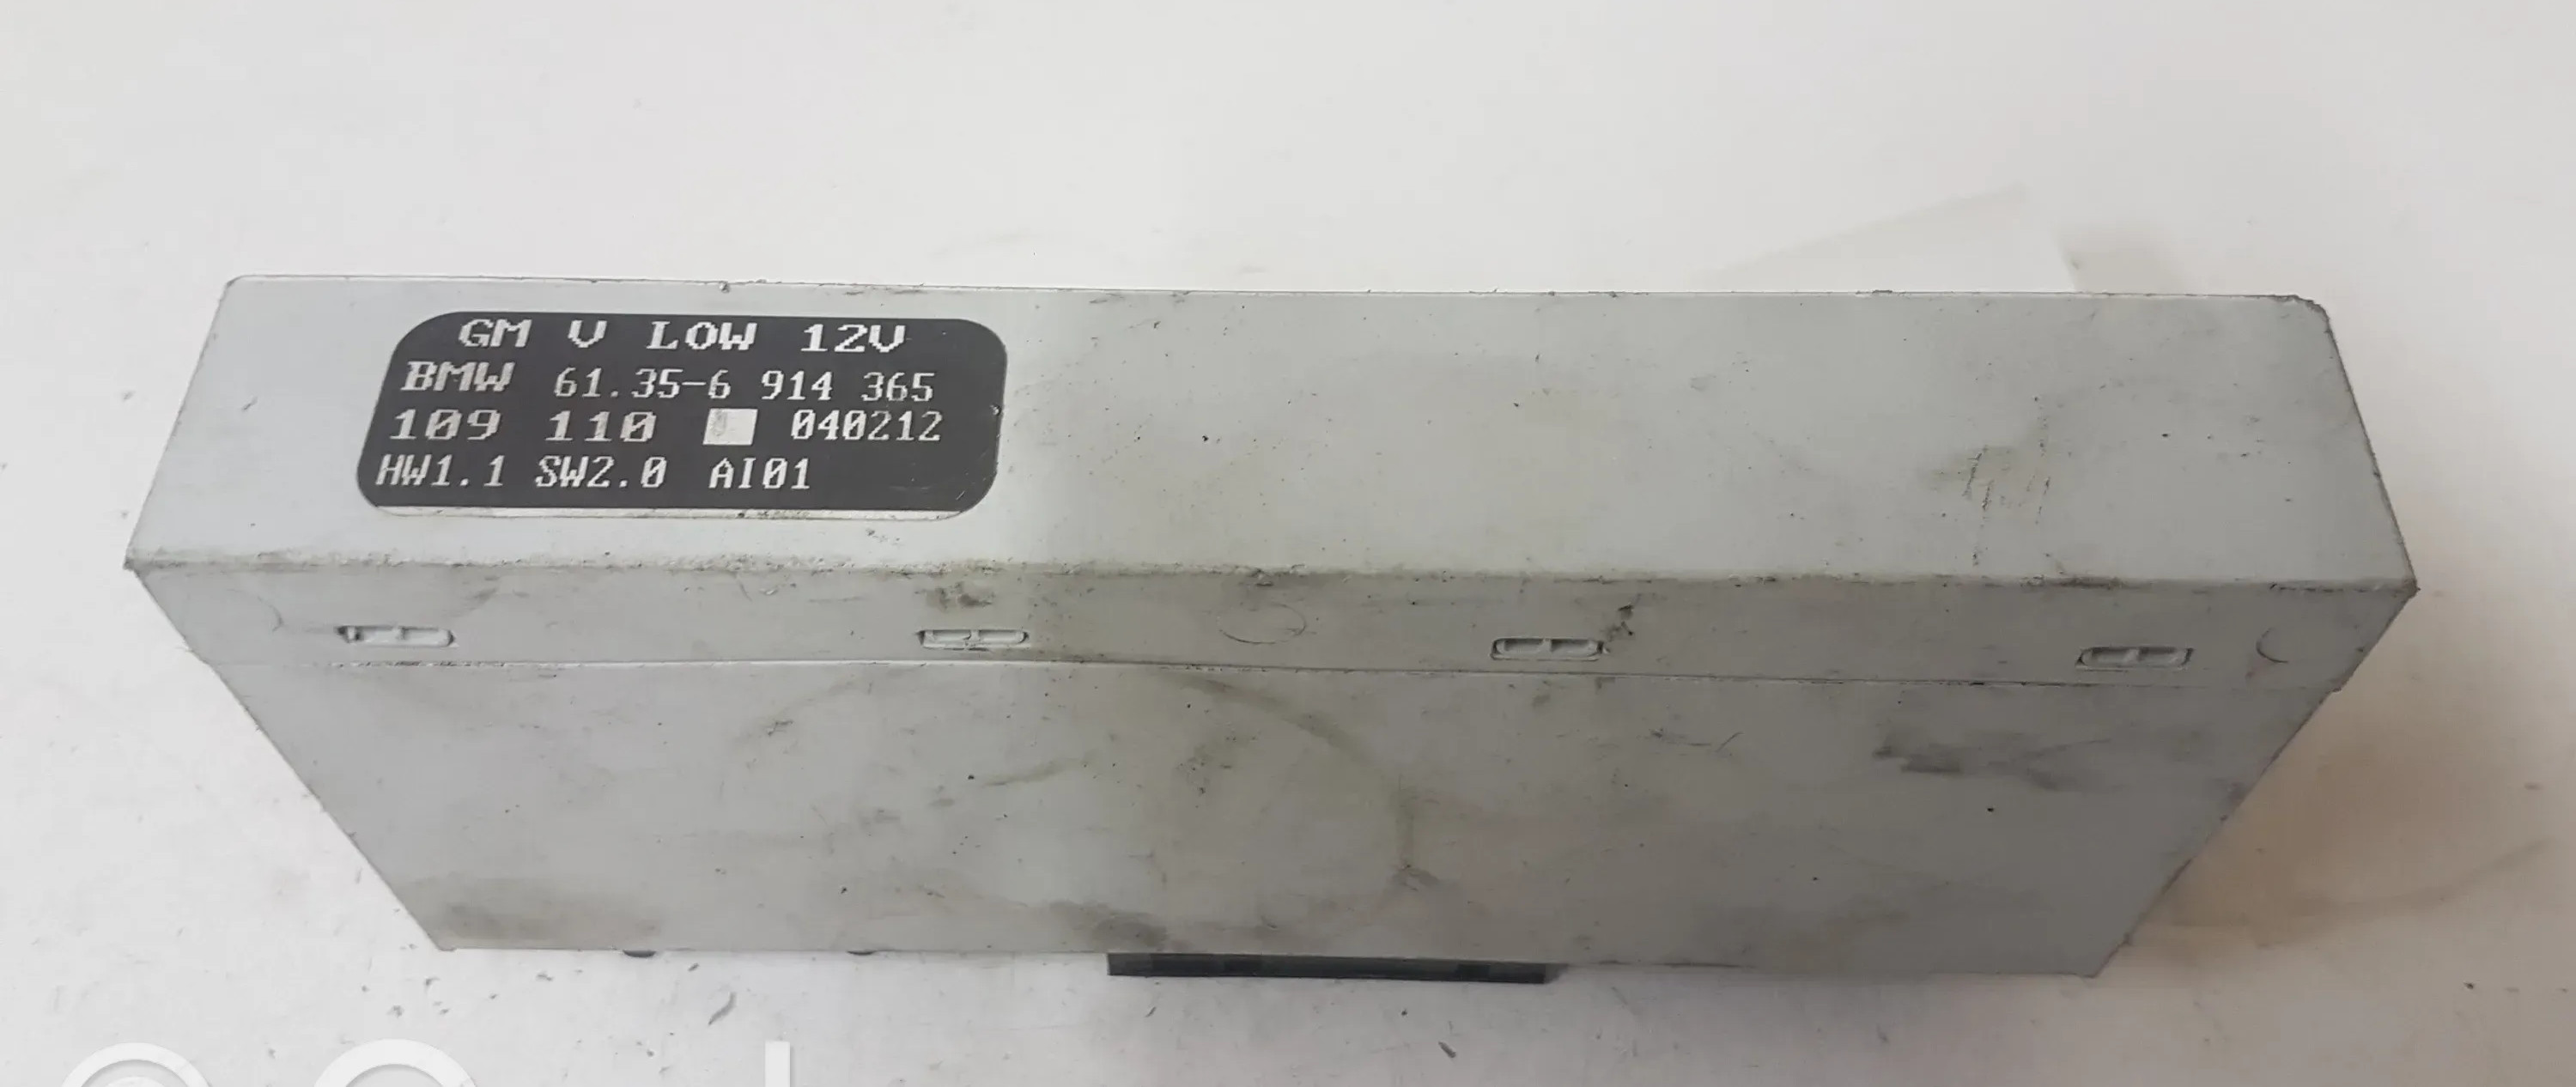 GM V LOW 12V
BMW 61.35-6 914 365
109 110 040212
HW1.1 SW2.0 AI01